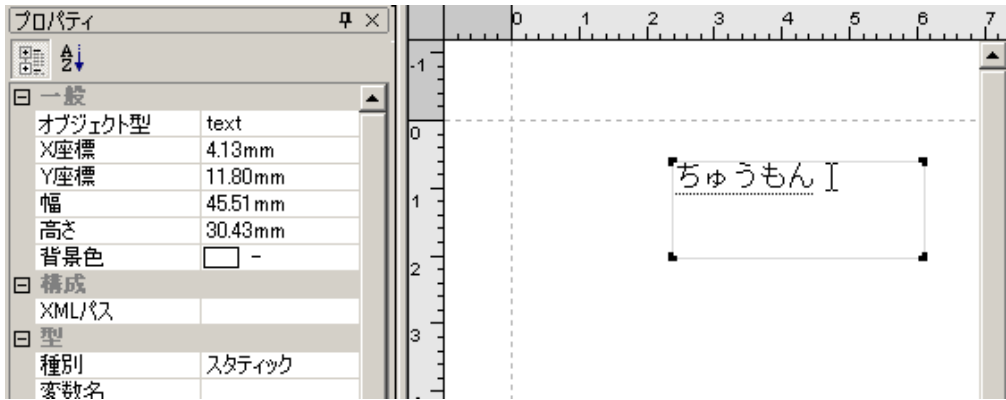 プロパティ
一般
オブジェクト型 text
X座標 4.13mm
Y座標 11.80mm
幅 45.51mm
高さ 30.43mm
背景色 -
構成
XMLパス
型
種別 スタティック
変数名
0 1 2 3 4 5 6 7
-1
0
1
2
3
ちゅうもん